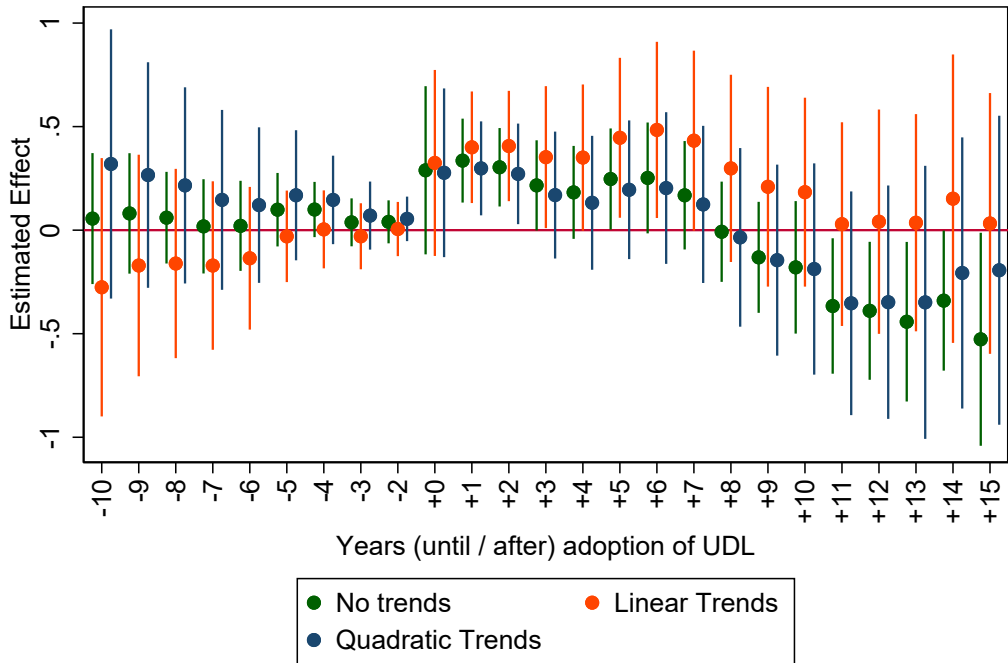 Estimated Effect
1
.5
0
-.5
-1
-10 -9 -8 -7 -6 -5 -4 -3 -2 +0 +1 +2 +3 +4 +5 +6 +7 +8 +9 +10 +11 +12 +13 +14 +15
Years (until / after) adoption of UDL
No trends Linear Trends
Quadratic Trends